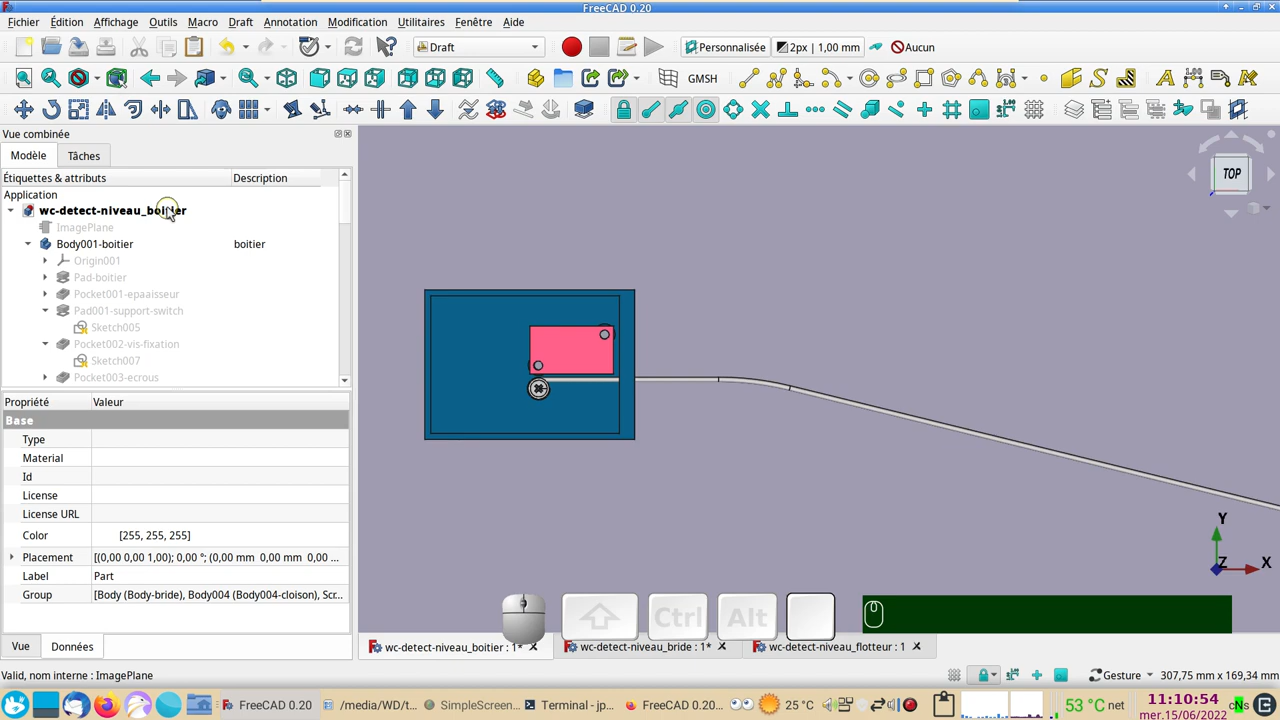 FreeCAD 0.20
Fichier Édition Affichage Outils Macro Draft Annotation Modification Utilitaires Fenêtre Aide
Draft Personnalisée 2px | 1,00 mm Aucun
GMSH
Vue combinée
Modèle Tâches
Étiquettes & attributs Description
Application
wc-detect-niveau_boitier
ImagePlane
Body001-boitier boitier
Origin001
Pad-boitier
Pocket001-epaaisseur
Pad001-support-switch
Sketch005
Pocket002-vis-fixation
Sketch007
Pocket003-ecrous
Propriété Valeur
Base
Type
Material
Id
License
License URL
Color [255, 255, 255]
Placement [(0,00 0,00 1,00); 0,00 °; (0,00 mm 0,00 mm 0,00 ...
Label Part
Group [Body (Body-bride), Body004 (Body004-cloison), Scr...
Vue Données
TOP
Y
Z X
Ctrl Alt
wc-detect-niveau_boitier : 1* wc-detect-niveau_bride : 1* wc-detect-niveau_flotteur : 1
Valid, nom interne : ImagePlane Gesture 307,75 mm x 169,34 mm
FreeCAD 0.20 /media/WD/t... SimpleScreen... Terminal - jp... FreeCAD 0.20... 25 °C 53 °C net 11:10:54 cNs
mer.15/06/2022